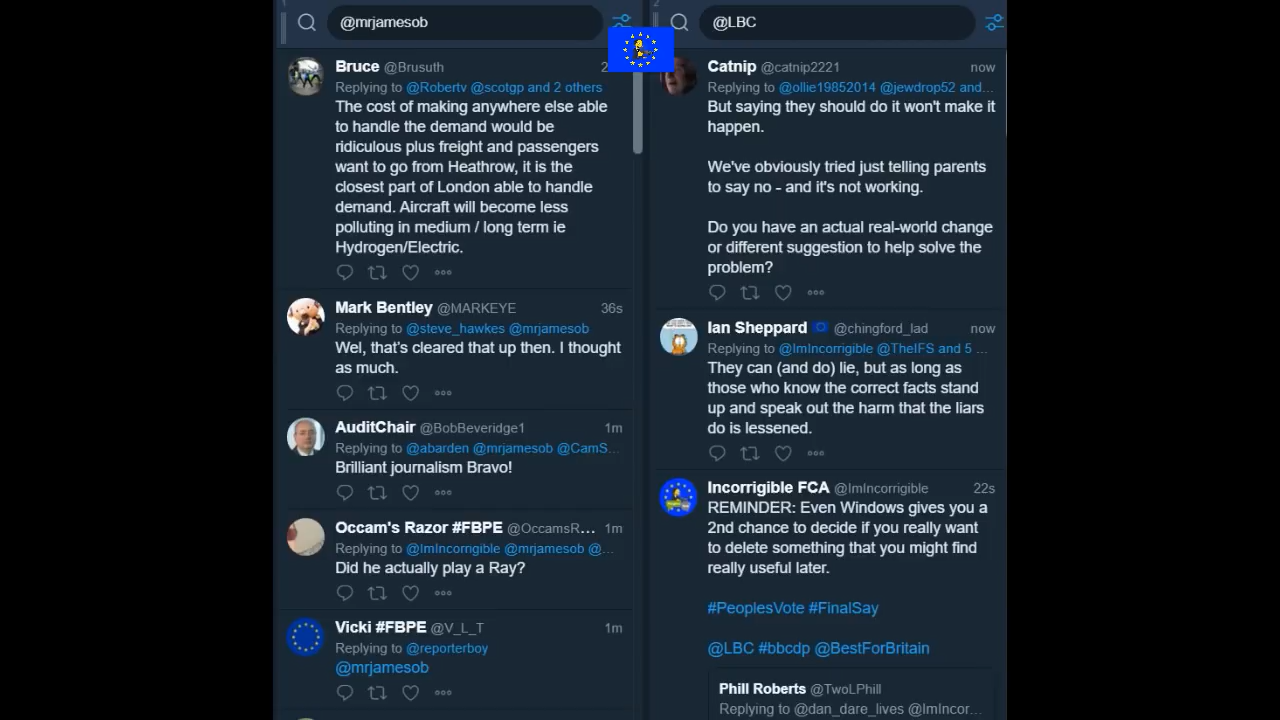 @mrjamesob
Bruce @Brusuth
Replying to @Robertv @scotgp and 2 others
The cost of making anywhere else able
to handle the demand would be
ridiculous plus freight and passengers
want to go from Heathrow, it is the
closest part of London able to handle
demand. Aircraft will become less
polluting in medium / long term ie
Hydrogen/Electric.
Mark Bentley @MARKEYE 36s
Replying to @steve_hawkes @mrjamesob
Wel, that's cleared that up then. I thought
as much.
AuditChair @BobBeveridge1 1m
Replying to @abarden @mrjamesob @CamS...
Brilliant journalism Bravo!
Occam's Razor #FBPE @OccamsR... 1m
Replying to @ImIncorrigible @mrjamesob @...
Did he actually play a Ray?
Vicki #FBPE @V_L_T 1m
Replying to @reporterboy
@mrjamesob
@LBC
Catnip @catnip2221 now
Replying to @ollie19852014 @jewdrop52 and...
But saying they should do it won't make it
happen.
We've obviously tried just telling parents
to say no - and it's not working.
Do you have an actual real-world change
or different suggestion to help solve the
problem?
Ian Sheppard @chingford_lad now
Replying to @ImIncorrigible @TheIFS and 5 ...
They can (and do) lie, but as long as
those who know the correct facts stand
up and speak out the harm that the liars
do is lessened.
Incorrigible FCA @ImIncorrigible 22s
REMINDER: Even Windows gives you a
2nd chance to decide if you really want
to delete something that you might find
really useful later.
#PeoplesVote #FinalSay
@LBC #bbcdp @BestForBritain
Phill Roberts @TwoLPhill
Replying to @dan_dare_lives @ImIncor...